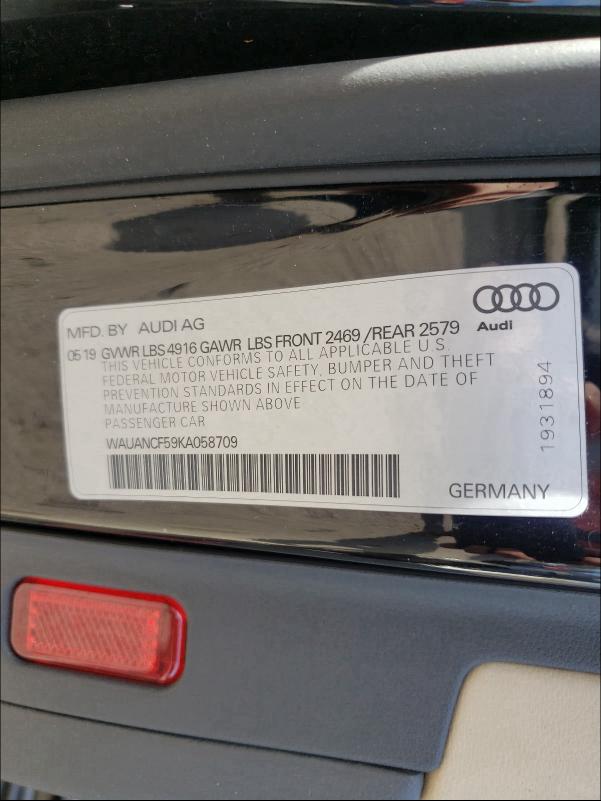 MFD. BY AUDI AG
Audi
05 19 GVWR LBS 4916 GAWR LBS FRONT 2469 / REAR 2579
THIS VEHICLE CONFORMS TO ALL APPLICABLE U.S.
FEDERAL MOTOR VEHICLE SAFETY, BUMPER AND THEFT
PREVENTION STANDARDS IN EFFECT ON THE DATE OF
MANUFACTURE SHOWN ABOVE
PASSENGER CAR
WAUANCF59KA058709
GERMANY
1931894